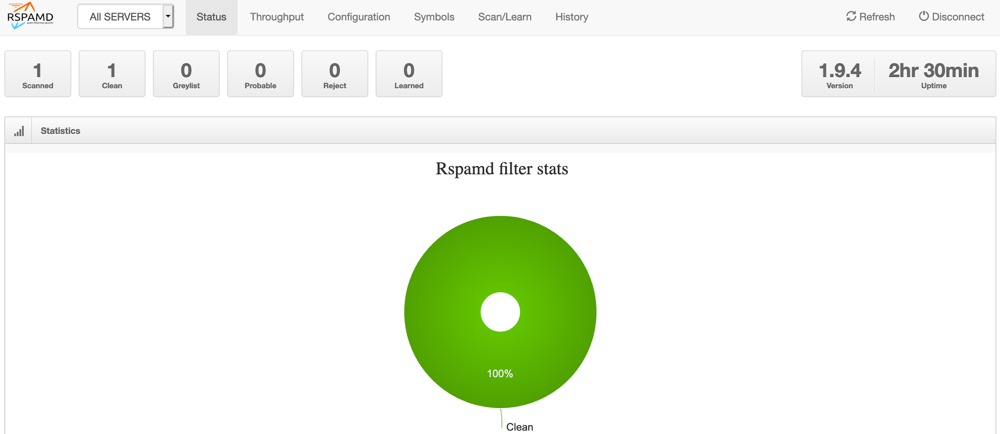 RSPAMD
spam filtering system
All SERVERS
Status
Throughput
Configuration
Symbols
Scan/Learn
History
Refresh
Disconnect
1
Scanned
1
Clean
0
Greylist
0
Probable
0
Reject
0
Learned
1.9.4
Version
2hr 30min
Uptime
Statistics
Rspamd filter stats
100%
Clean